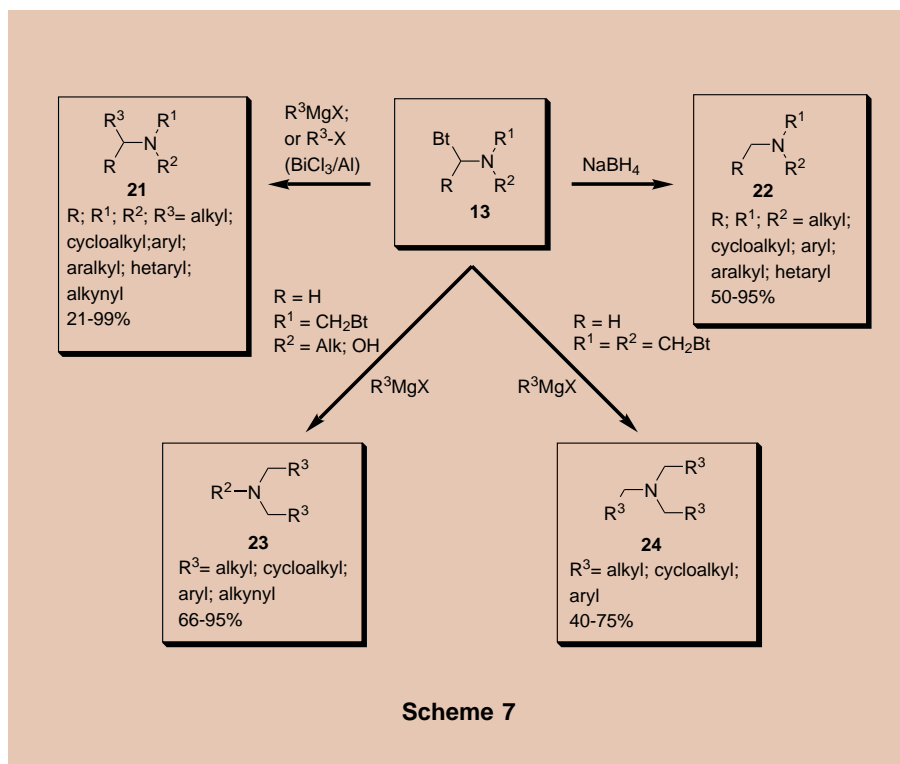 R³MgX;
or R³-X
(BiCl₃/Al)
R³ R¹
N
R R²
21
R; R¹; R²; R³= alkyl;
cycloalkyl;aryl;
aralkyl; hetaryl;
alkynyl
21-99%
Bt R¹
N
R R²
13
NaBH₄
R¹
N
R R²
22
R; R¹; R² = alkyl;
cycloalkyl; aryl;
aralkyl; hetaryl
50-95%
R = H
R¹ = CH₂Bt
R² = Alk; OH
R³MgX
R = H
R¹ = R² = CH₂Bt
R³MgX
R³
R²—N
R³
23
R³= alkyl; cycloalkyl;
aryl; alkynyl
66-95%
R³
N
R³ R³
24
R³= alkyl; cycloalkyl;
aryl
40-75%
Scheme 7